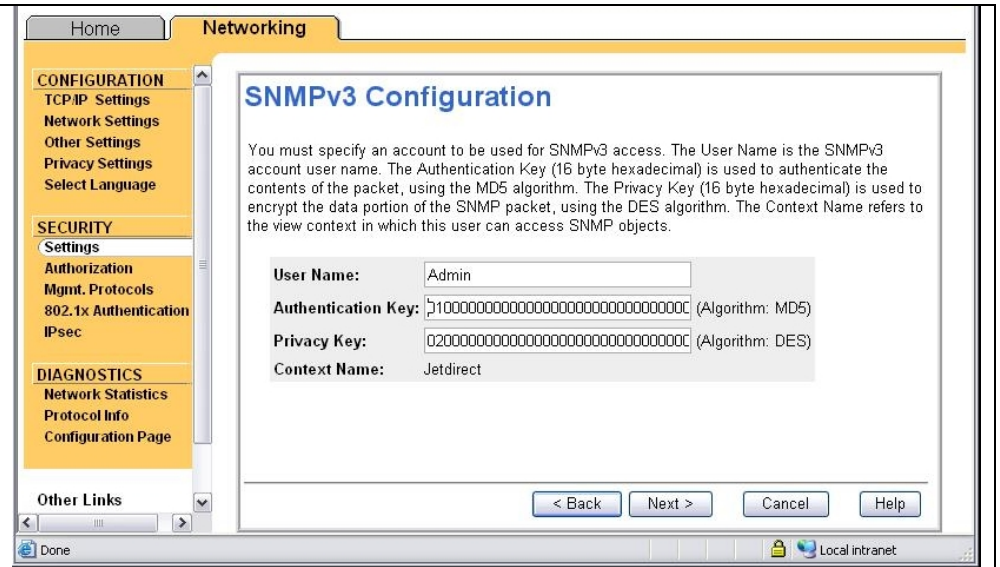 Home
Networking
CONFIGURATION
TCP/IP Settings
Network Settings
Other Settings
Privacy Settings
Select Language
SECURITY
Settings
Authorization
Mgmt. Protocols
802.1x Authentication
IPsec
DIAGNOSTICS
Network Statistics
Protocol Info
Configuration Page
Other Links
SNMPv3 Configuration
You must specify an account to be used for SNMPv3 access. The User Name is the SNMPv3
account user name. The Authentication Key (16 byte hexadecimal) is used to authenticate the
contents of the packet, using the MD5 algorithm. The Privacy Key (16 byte hexadecimal) is used to
encrypt the data portion of the SNMP packet, using the DES algorithm. The Context Name refers to
the view context in which this user can access SNMP objects.
User Name: Admin
Authentication Key: (Algorithm: MD5)
Privacy Key: (Algorithm: DES)
Context Name: Jetdirect
< Back Next > Cancel Help
Done Local intranet